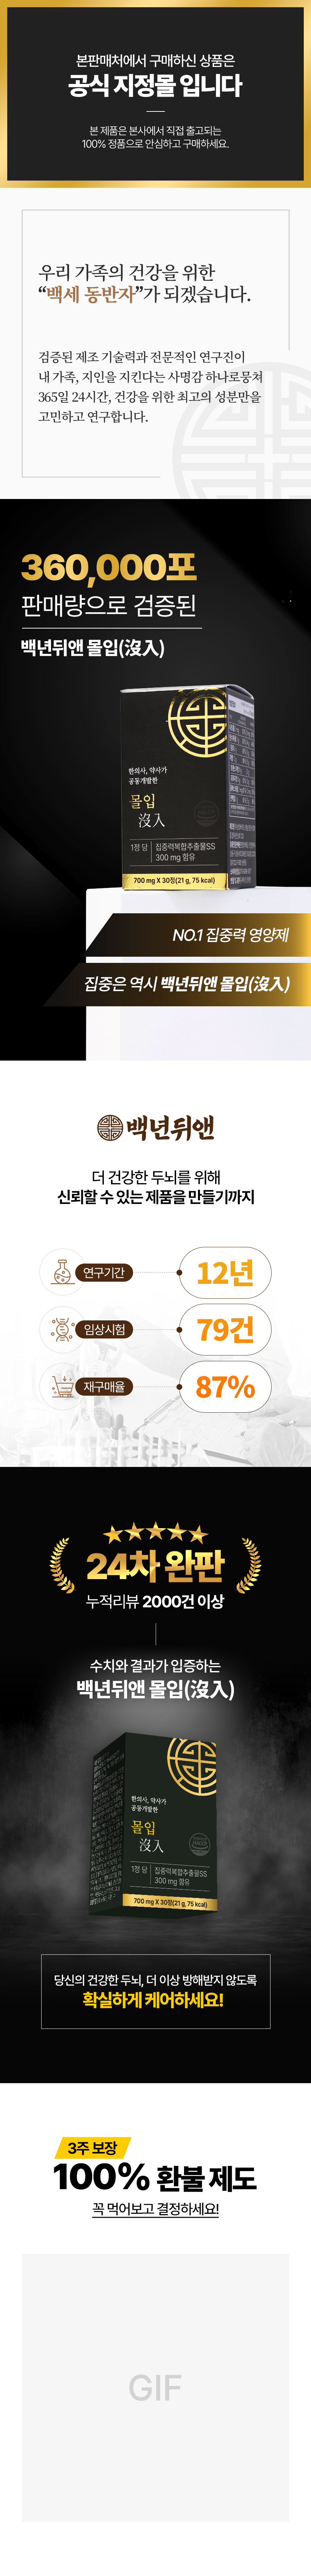 본판매처에서 구매하신 상품은
공식 지정몰 입니다
본 제품은 본사에서 직접 출고되는
100% 정품으로 안심하고 구매하세요.
우리 가족의 건강을 위한
“백세 동반자”가 되겠습니다.
검증된 제조 기술력과 전문적인 연구진이
내 가족, 지인을 지킨다는 사명감 하나로뭉쳐
365일 24시간, 건강을 위한 최고의 성분만을
고민하고 연구합니다.
360,000포
판매량으로 검증된
백년뒤앤 몰입(沒入)
한의사, 약사가
공동개발한
몰입
沒入
1정 당 집중력복합추출물SS
300 mg 함유
700 mg X 30정(21 g, 75 kcal)
NO.1 집중력 영양제
집중은 역시 백년뒤앤 몰입(沒入)
백년뒤앤
더 건강한 두뇌를 위해
신뢰할 수 있는 제품을 만들기까지
연구기간 12년
임상시험 79건
재구매율 87%
24차 완판
누적리뷰 2000건 이상
수치와 결과가 입증하는
백년뒤앤 몰입(沒入)
한의사, 약사가
공동개발한
몰입
沒入
1정 당 집중력복합추출물SS
300 mg 함유
700 mg X 30정(21 g, 75 kcal)
당신의 건강한 두뇌, 더 이상 방해받지 않도록
확실하게 케어하세요!
3주 보장
100% 환불 제도
꼭 먹어보고 결정하세요!
GIF